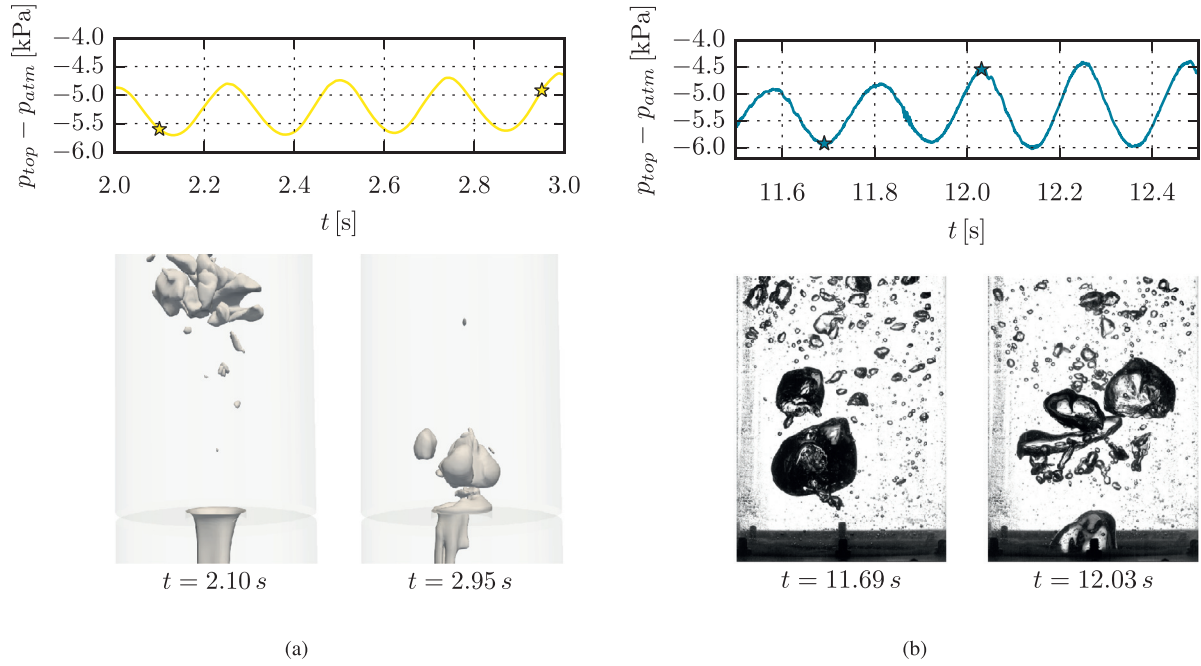 p_top − p_atm [kPa]
−4.0
−4.5
−5.0
−5.5
−6.0
2.0 2.2 2.4 2.6 2.8 3.0
t [s]
t = 2.10 s t = 2.95 s
(a)
p_top − p_atm [kPa]
−4.0
−4.5
−5.0
−5.5
−6.0
11.6 11.8 12.0 12.2 12.4
t [s]
t = 11.69 s t = 12.03 s
(b)